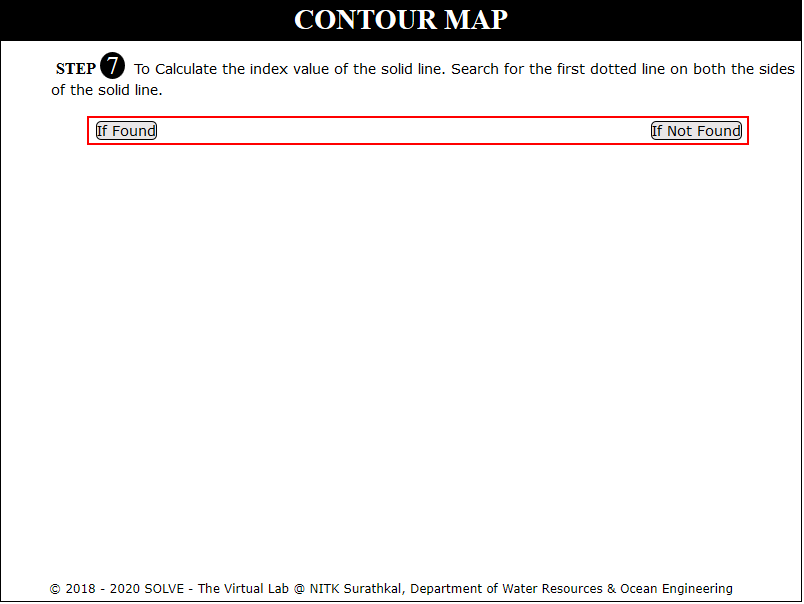 CONTOUR MAP
STEP 7 To Calculate the index value of the solid line. Search for the first dotted line on both the sides
of the solid line.
If Found If Not Found
© 2018 - 2020 SOLVE - The Virtual Lab @ NITK Surathkal, Department of Water Resources & Ocean Engineering